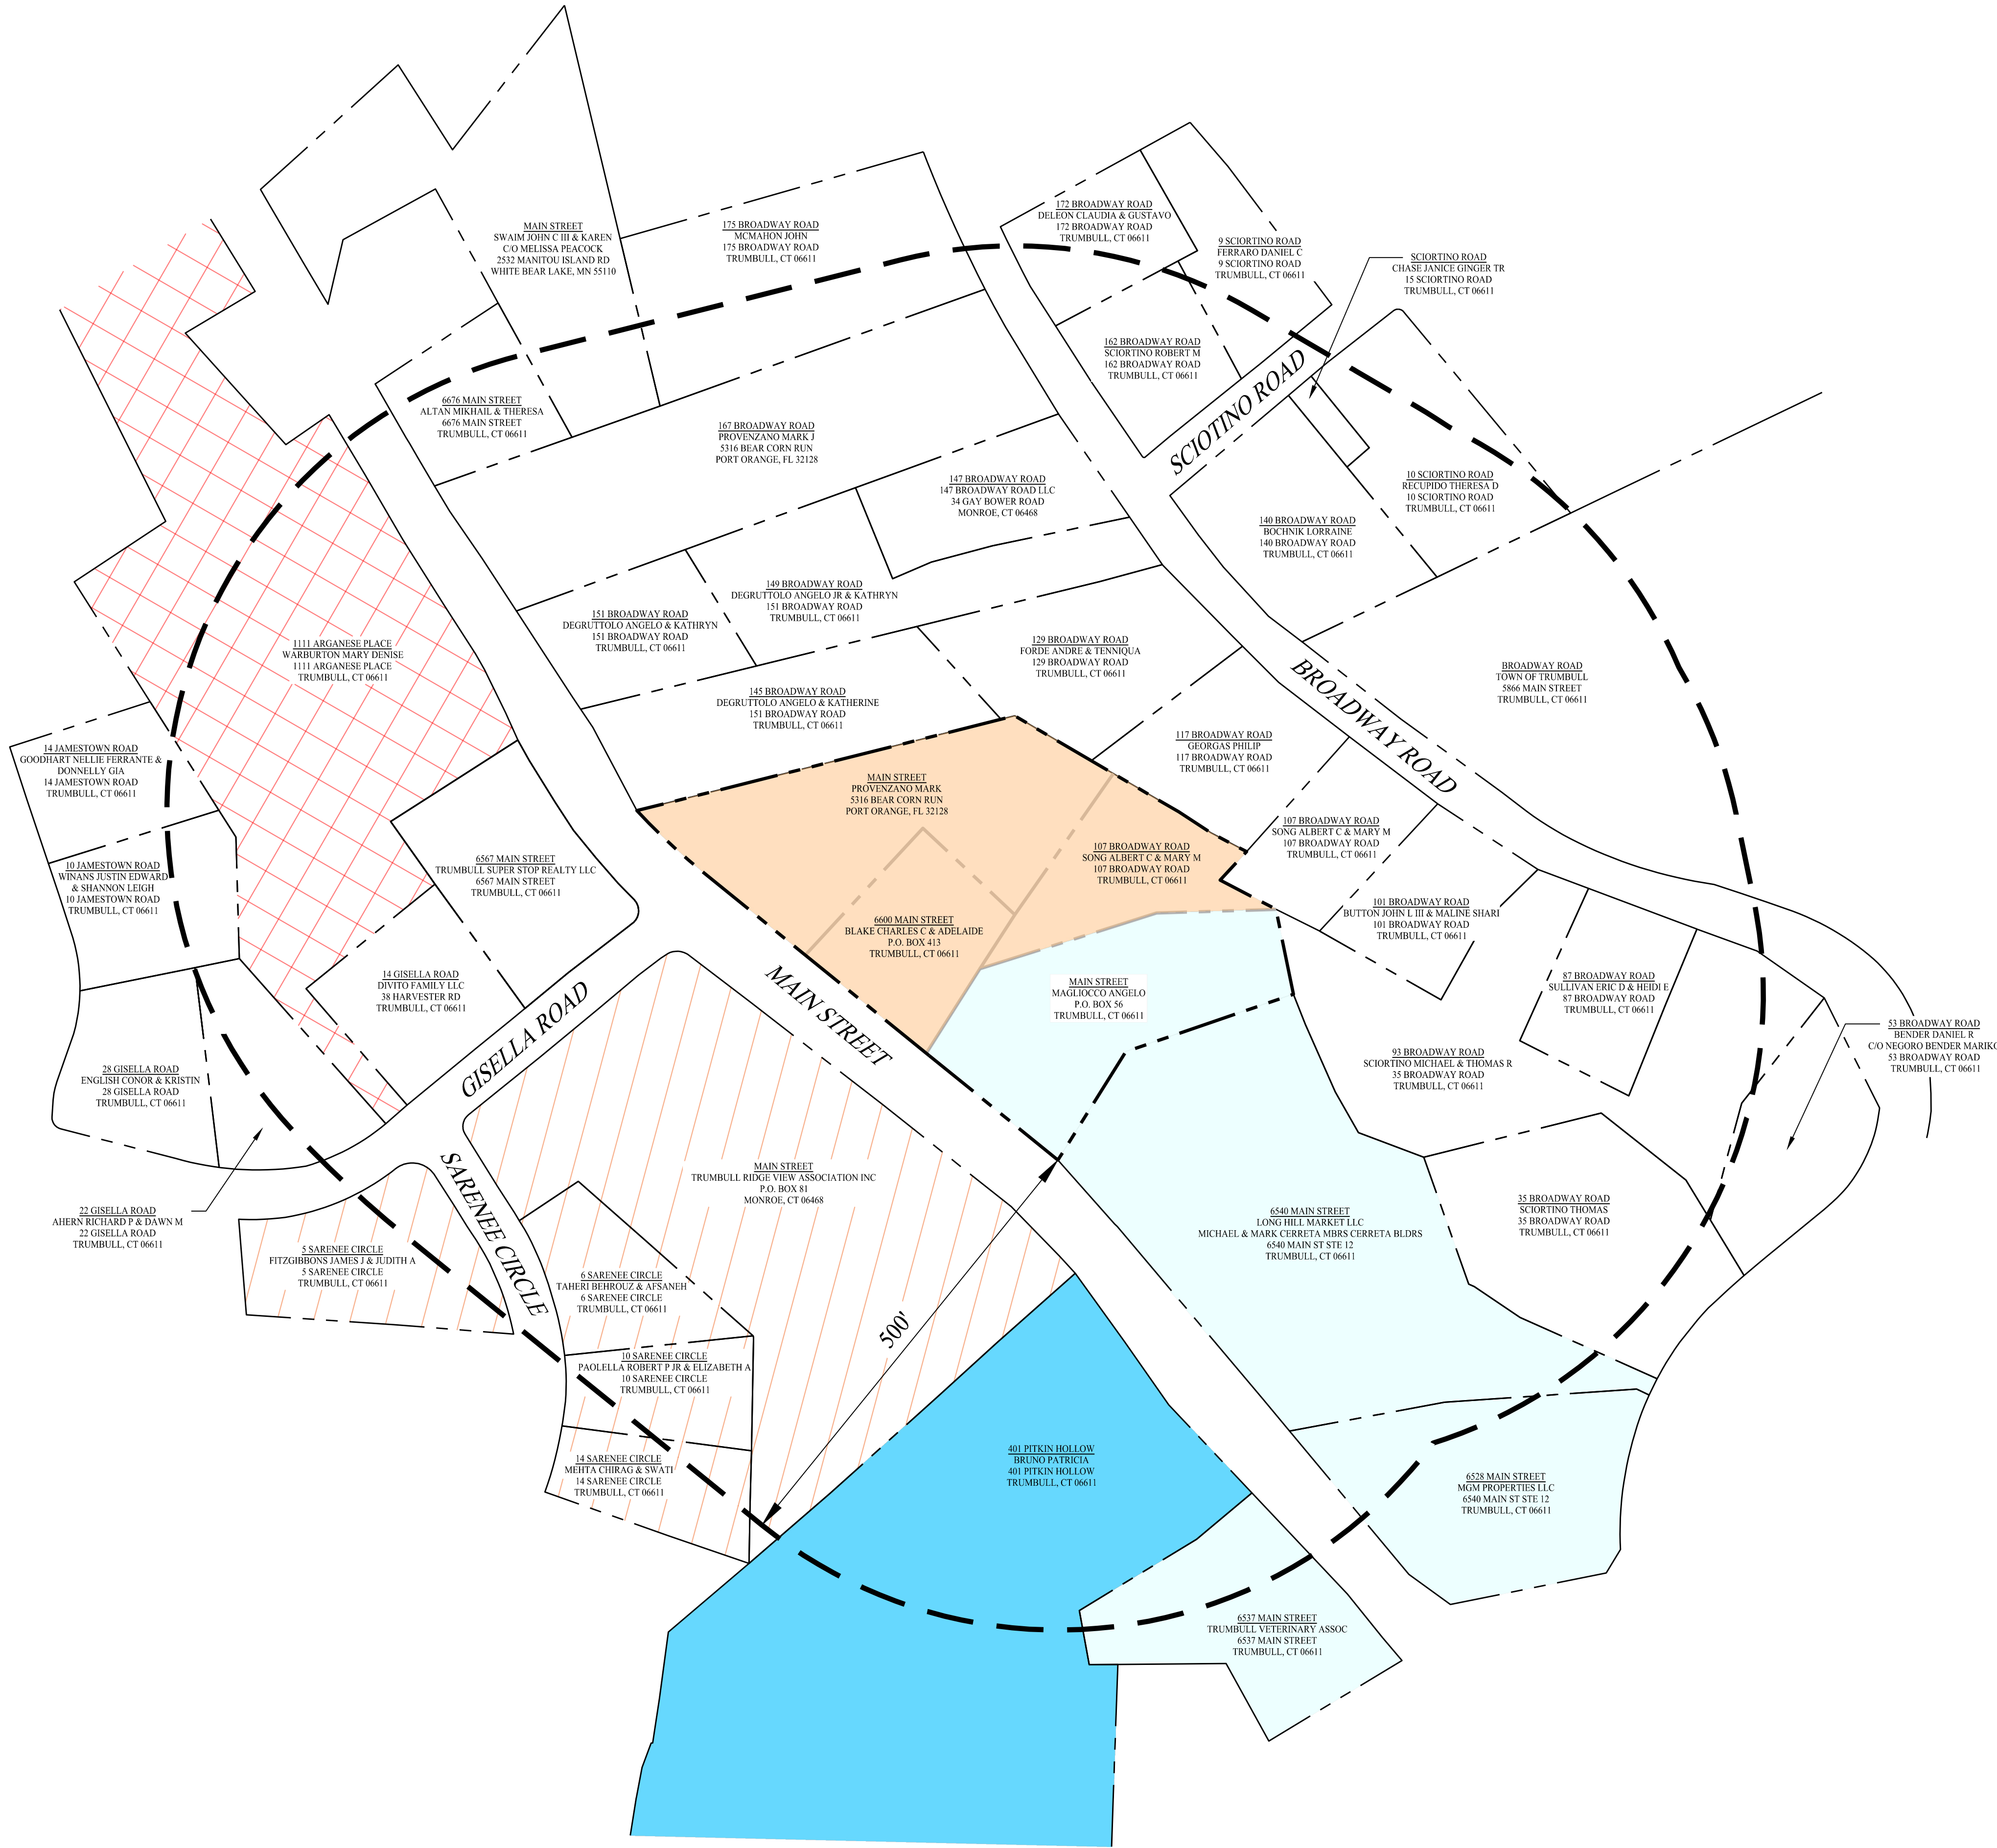 MAIN STREET
SWAIM JOHN C III & KAREN
C/O MELISSA PEACOCK
2532 MANITOU ISLAND RD
WHITE BEAR LAKE, MN 55110
175 BROADWAY ROAD
MCMAHON JOHN
175 BROADWAY ROAD
TRUMBULL, CT 06611
172 BROADWAY ROAD
DELEON CLAUDIA & GUSTAVO
172 BROADWAY ROAD
TRUMBULL, CT 06611
9 SCIORTINO ROAD
FERRARO DANIEL C
9 SCIORTINO ROAD
TRUMBULL, CT 06611
SCIORTINO ROAD
CHASE JANICE GINGER TR
15 SCIORTINO ROAD
TRUMBULL, CT 06611
162 BROADWAY ROAD
SCIORTINO ROBERT M
162 BROADWAY ROAD
TRUMBULL, CT 06611
SCIOTINO ROAD
6676 MAIN STREET
ALTAN MIKHAIL & THERESA
6676 MAIN STREET
TRUMBULL, CT 06611
167 BROADWAY ROAD
PROVENZANO MARK J
5316 BEAR CORN RUN
PORT ORANGE, FL 32128
147 BROADWAY ROAD
147 BROADWAY ROAD LLC
34 GAY BOWER ROAD
MONROE, CT 06468
10 SCIORTINO ROAD
RECUPIDO THERESA D
10 SCIORTINO ROAD
TRUMBULL, CT 06611
140 BROADWAY ROAD
BOCHNIK LORRAINE
140 BROADWAY ROAD
TRUMBULL, CT 06611
149 BROADWAY ROAD
DEGRUTTOLO ANGELO JR & KATHRYN
151 BROADWAY ROAD
TRUMBULL, CT 06611
151 BROADWAY ROAD
DEGRUTTOLO ANGELO & KATHRYN
151 BROADWAY ROAD
TRUMBULL, CT 06611
1111 ARGANESE PLACE
WARBURTON MARY DENISE
1111 ARGANESE PLACE
TRUMBULL, CT 06611
129 BROADWAY ROAD
FORDE ANDRE & TENNIQUA
129 BROADWAY ROAD
TRUMBULL, CT 06611
BROADWAY ROAD
BROADWAY ROAD
TOWN OF TRUMBULL
5866 MAIN STREET
TRUMBULL, CT 06611
145 BROADWAY ROAD
DEGRUTTOLO ANGELO & KATHERINE
151 BROADWAY ROAD
TRUMBULL, CT 06611
14 JAMESTOWN ROAD
GOODHART NELLIE FERRANTE &
DONNELLY GIA
14 JAMESTOWN ROAD
TRUMBULL, CT 06611
117 BROADWAY ROAD
GEORGAS PHILIP
117 BROADWAY ROAD
TRUMBULL, CT 06611
MAIN STREET
PROVENZANO MARK
5316 BEAR CORN RUN
PORT ORANGE, FL 32128
107 BROADWAY ROAD
SONG ALBERT C & MARY M
107 BROADWAY ROAD
TRUMBULL, CT 06611
107 BROADWAY ROAD
SONG ALBERT C & MARY M
107 BROADWAY ROAD
TRUMBULL, CT 06611
10 JAMESTOWN ROAD
WINANS JUSTIN EDWARD
& SHANNON LEIGH
10 JAMESTOWN ROAD
TRUMBULL, CT 06611
6567 MAIN STREET
TRUMBULL SUPER STOP REALTY LLC
6567 MAIN STREET
TRUMBULL, CT 06611
101 BROADWAY ROAD
BUTTON JOHN L III & MALINE SHARI
101 BROADWAY ROAD
TRUMBULL, CT 06611
6600 MAIN STREET
BLAKE CHARLES C & ADELAIDE
P.O. BOX 413
TRUMBULL, CT 06611
14 GISELLA ROAD
DIVITO FAMILY LLC
38 HARVESTER RD
TRUMBULL, CT 06611
GISELLA ROAD
MAIN STREET
MAIN STREET
MAGLIOCCO ANGELO
P.O. BOX 56
TRUMBULL, CT 06611
87 BROADWAY ROAD
SULLIVAN ERIC D & HEIDI E
87 BROADWAY ROAD
TRUMBULL, CT 06611
53 BROADWAY ROAD
BENDER DANIEL R
C/O NEGORO BENDER MARIKO
53 BROADWAY ROAD
TRUMBULL, CT 06611
93 BROADWAY ROAD
SCIORTINO MICHAEL & THOMAS R
35 BROADWAY ROAD
TRUMBULL, CT 06611
28 GISELLA ROAD
ENGLISH CONOR & KRISTIN
28 GISELLA ROAD
TRUMBULL, CT 06611
SARENEE CIRCLE
MAIN STREET
TRUMBULL RIDGE VIEW ASSOCIATION INC
P.O. BOX 81
MONROE, CT 06468
22 GISELLA ROAD
AHERN RICHARD P & DAWN M
22 GISELLA ROAD
TRUMBULL, CT 06611
35 BROADWAY ROAD
SCIORTINO THOMAS
35 BROADWAY ROAD
TRUMBULL, CT 06611
6540 MAIN STREET
LONG HILL MARKET LLC
MICHAEL & MARK CERRETA MBRS CERRETA BLDRS
6540 MAIN ST STE 12
TRUMBULL, CT 06611
5 SARENEE CIRCLE
FITZGIBBONS JAMES J & JUDITH A
5 SARENEE CIRCLE
TRUMBULL, CT 06611
6 SARENEE CIRCLE
TAHERI BEHROUZ & AFSANEH
6 SARENEE CIRCLE
TRUMBULL, CT 06611
500'
10 SARENEE CIRCLE
PAOLELLA ROBERT P JR & ELIZABETH A
10 SARENEE CIRCLE
TRUMBULL, CT 06611
14 SARENEE CIRCLE
MEHTA CHIRAG & SWATI
14 SARENEE CIRCLE
TRUMBULL, CT 06611
401 PITKIN HOLLOW
BRUNO PATRICIA
401 PITKIN HOLLOW
TRUMBULL, CT 06611
6528 MAIN STREET
MGM PROPERTIES LLC
6540 MAIN ST STE 12
TRUMBULL, CT 06611
6537 MAIN STREET
TRUMBULL VETERINARY ASSOC
6537 MAIN STREET
TRUMBULL, CT 06611